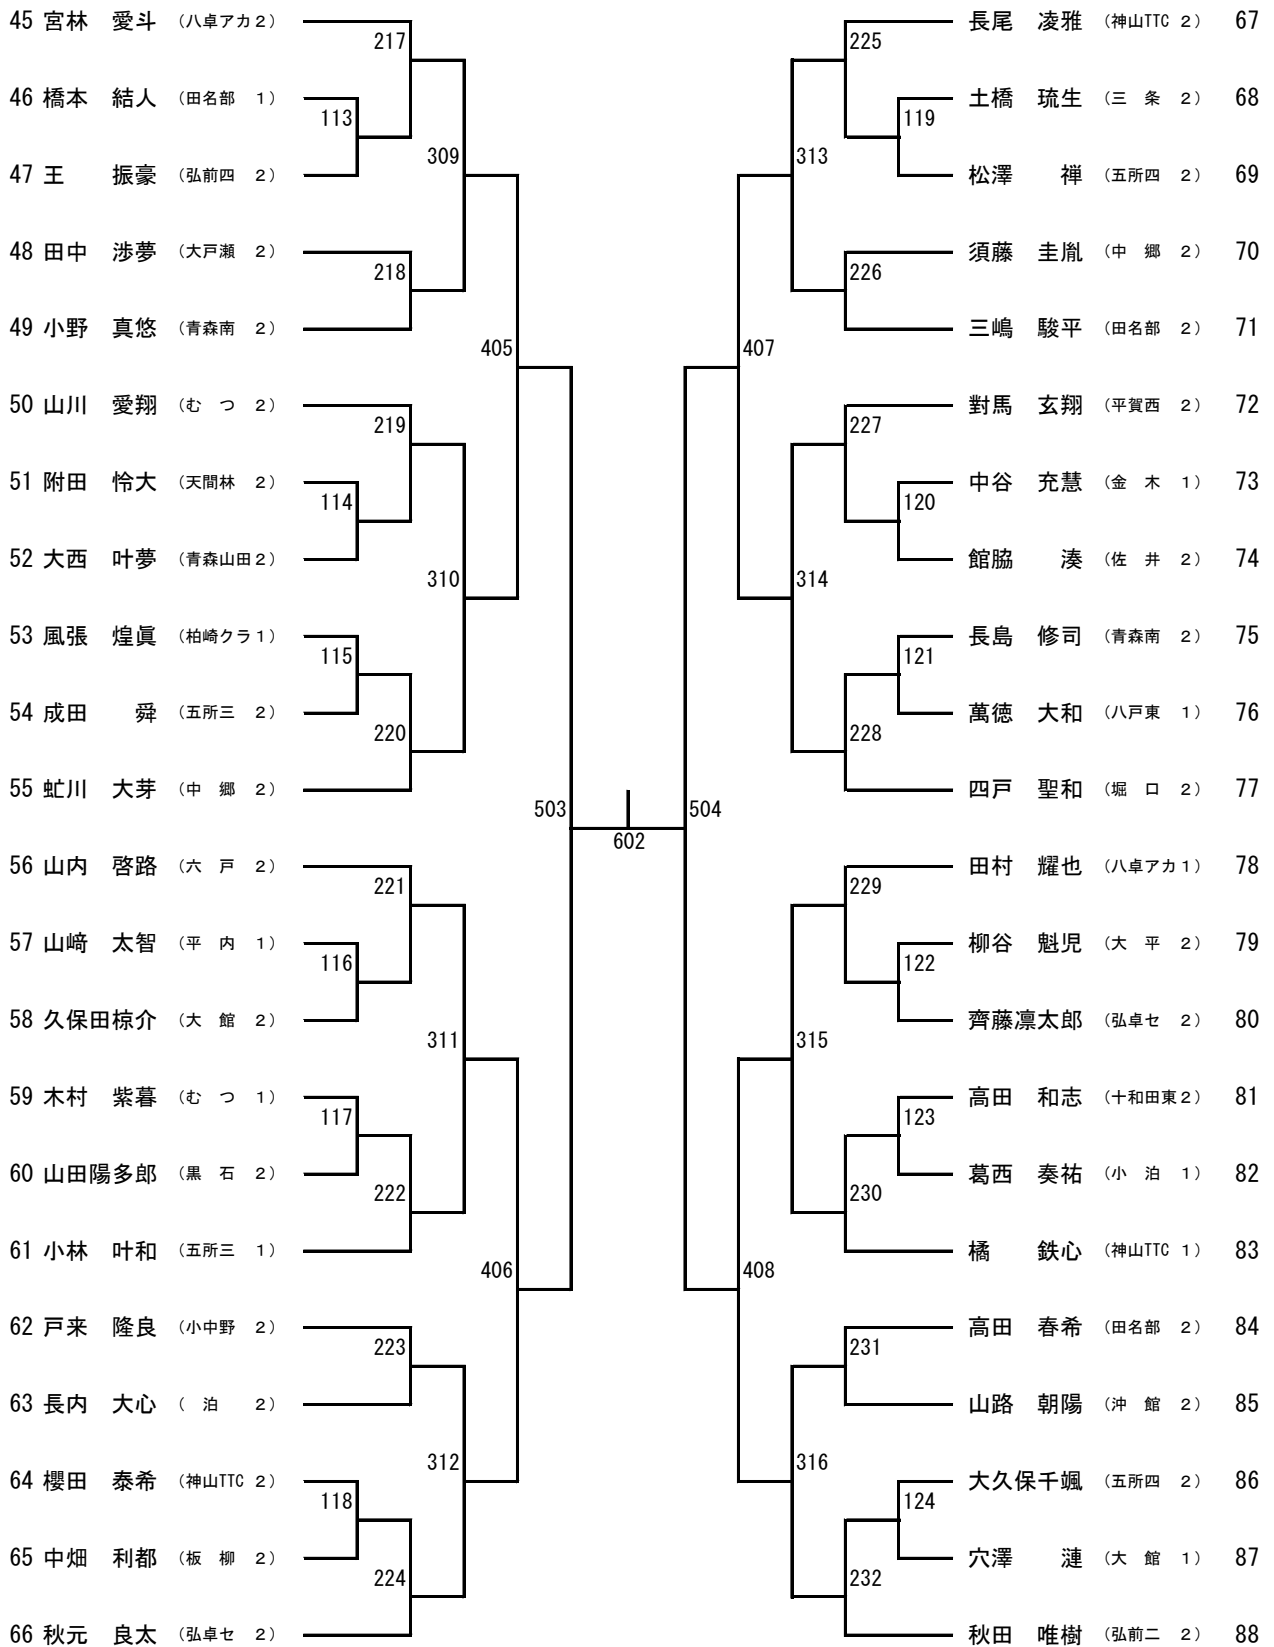 45 宮林　愛斗 （八卓アカ２）
217
46 橋本　結人 （田名部　１）
113
47 王　　振豪 （弘前四　２）
309
48 田中　渉夢 （大戸瀬　２）
218
49 小野　真悠 （青森南　２）
405
50 山川　愛翔 （む　つ　２）
219
51 附田　怜大 （天間林　２）
114
52 大西　叶夢 （青森山田２）
310
53 風張　煌眞 （柏崎クラ１）
115
54 成田　　舜 （五所三　２）
220
55 虻川　大芽 （中　郷　２）
503
56 山内　啓路 （六　戸　２）
221
57 山﨑　太智 （平　内　１）
116
58 久保田椋介 （大　館　２）
311
59 木村　紫暮 （む　つ　１）
117
60 山田陽多郎 （黒　石　２）
222
61 小林　叶和 （五所三　１）
406
62 戸来　隆良 （小中野　２）
223
63 長内　大心 （　泊　　２）
312
64 櫻田　泰希 （神山TTC ２）
118
65 中畑　利都 （板　柳　２）
224
66 秋元　良太 （弘卓セ　２）
602
長尾　凌雅 （神山TTC ２） 67
225
土橋　琉生 （三　条　２） 68
119
313
松澤　　禅 （五所四　２） 69
須藤　圭胤 （中　郷　２） 70
226
三嶋　駿平 （田名部　２） 71
407
對馬　玄翔 （平賀西　２） 72
227
中谷　充慧 （金　木　１） 73
120
館脇　　湊 （佐　井　２） 74
314
長島　修司 （青森南　２） 75
121
萬徳　大和 （八戸東　１） 76
228
四戸　聖和 （堀　口　２） 77
504
田村　耀也 （八卓アカ１） 78
229
柳谷　魁児 （大　平　２） 79
122
齊藤凛太郎 （弘卓セ　２） 80
315
高田　和志 （十和田東２） 81
123
葛西　奏祐 （小　泊　１） 82
230
橘　　鉄心 （神山TTC １） 83
408
高田　春希 （田名部　２） 84
231
山路　朝陽 （沖　館　２） 85
316
大久保千颯 （五所四　２） 86
124
穴澤　　漣 （大　館　１） 87
232
秋田　唯樹 （弘前二　２） 88